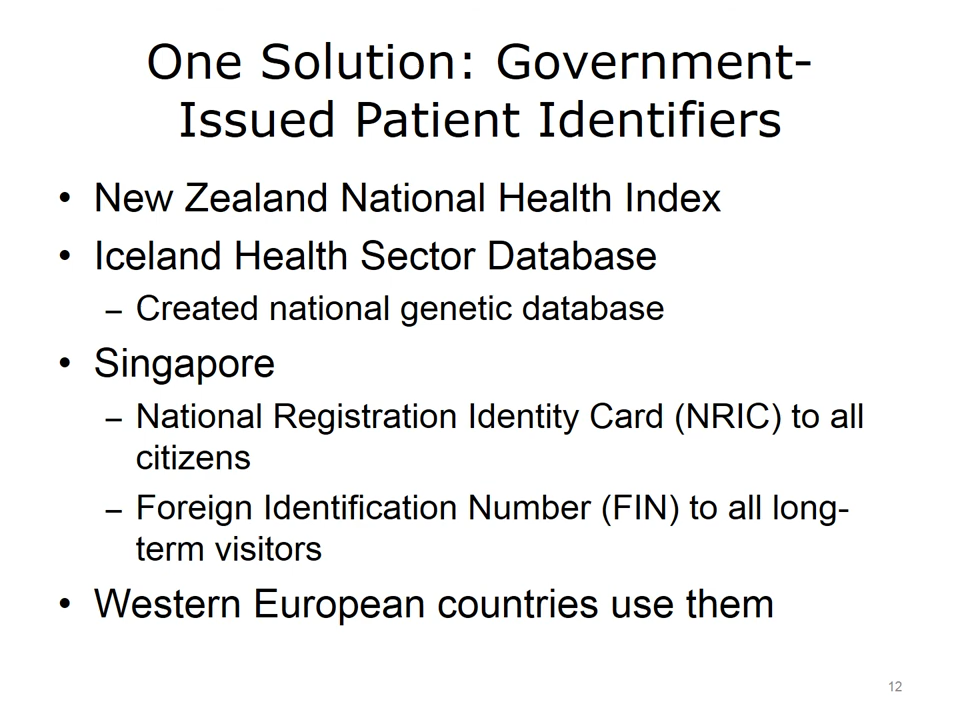 One Solution: Government-
Issued Patient Identifiers
• New Zealand National Health Index
• Iceland Health Sector Database
– Created national genetic database
• Singapore
– National Registration Identity Card (NRIC) to all
citizens
– Foreign Identification Number (FIN) to all long-
term visitors
• Western European countries use them
12